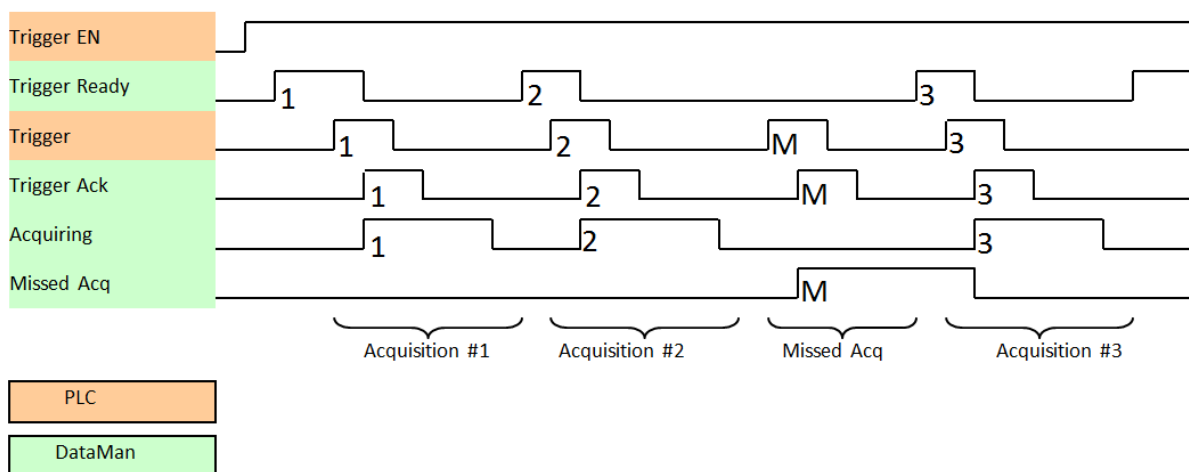 Trigger EN
Trigger Ready
1 2 3
Trigger
1 2 M 3
Trigger Ack
1 2 M 3
Acquiring
1 2 3
Missed Acq
M
Acquisition #1 Acquisition #2 Missed Acq Acquisition #3
PLC
DataMan